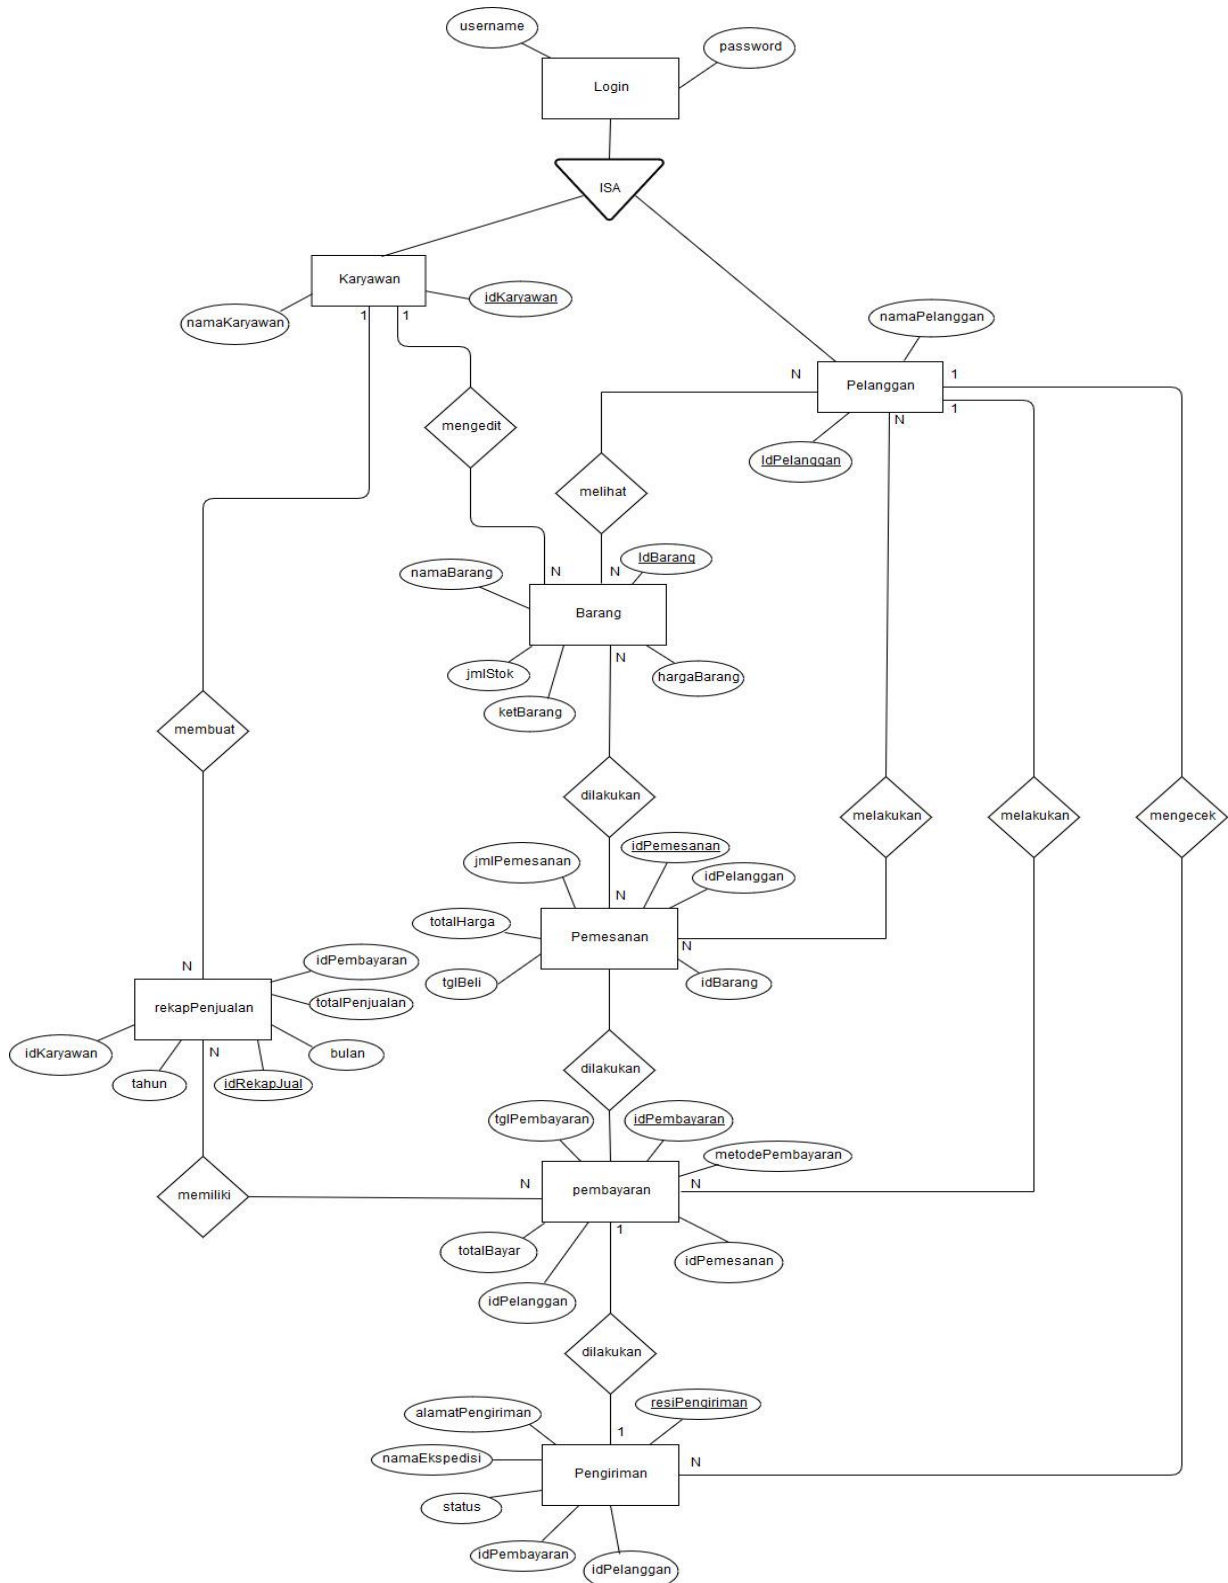 username
password
Login
ISA
Karyawan
idKaryawan
namaKaryawan
1
1
namaPelanggan
N
Pelanggan
1
1
N
mengedit
IdPelanggan
melihat
IdBarang
namaBarang
N
N
Barang
N
jmlStok
hargaBarang
ketBarang
membuat
dilakukan
melakukan
melakukan
mengecek
idPemesanan
jmlPemesanan
idPelanggan
N
totalHarga
Pemesanan
N
tglBeli
idBarang
idPembayaran
N
totalPenjualan
rekapPenjualan
idKaryawan
N
bulan
tahun
idRekapJual
dilakukan
tglPembayaran
idPembayaran
metodePembayaran
N
pembayaran
N
memiliki
1
totalBayar
idPemesanan
idPelanggan
dilakukan
resiPengiriman
alamatPengiriman
1
namaEkspedisi
N
Pengiriman
status
idPembayaran
idPelanggan